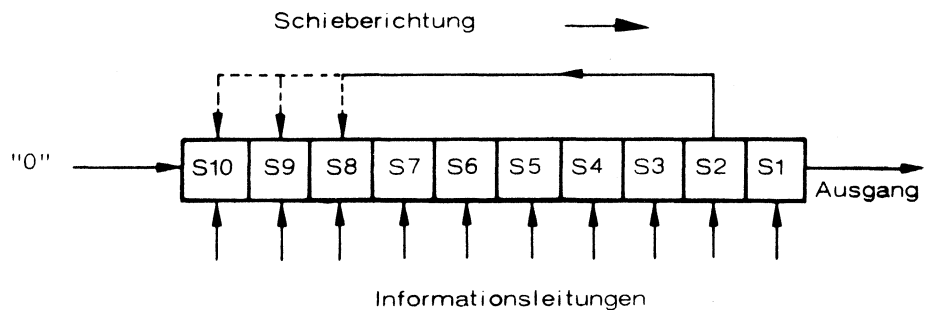 Schieberichtung
"0" S10 S9 S8 S7 S6 S5 S4 S3 S2 S1
Ausgang
Informationsleitungen